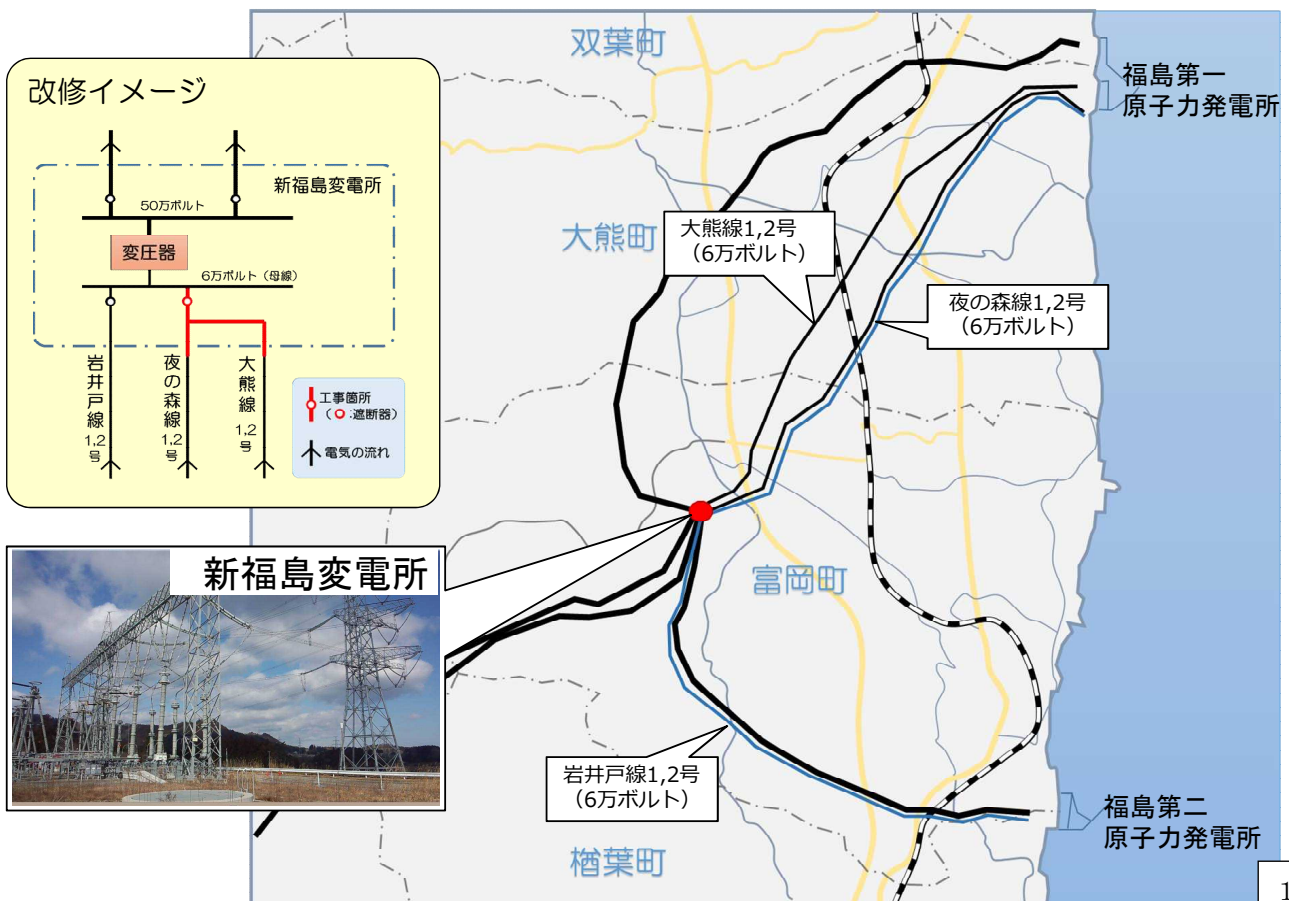 改修イメージ
新福島変電所
50万ボルト
変圧器
6万ボルト（母線）
岩井戸線1,2号
夜の森線1,2号
大熊線1,2号
工事箇所
（○:遮断器）
電気の流れ
双葉町
福島第一
原子力発電所
大熊町
大熊線1,2号
（6万ボルト）
夜の森線1,2号
（6万ボルト）
新福島変電所
富岡町
岩井戸線1,2号
（6万ボルト）
福島第二
原子力発電所
楢葉町
1